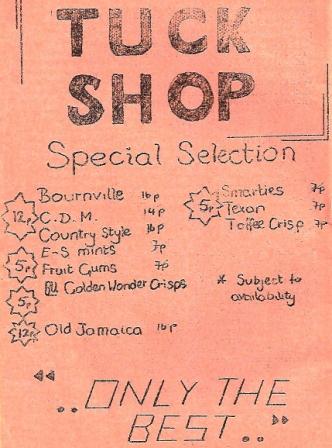 TUCK
SHOP
Special Selection
12p
Bournville 16p
C.D.M. 14p
Country Style 16p
5p
E-S mints 7p
Fruit Gums 7p
5p
All Golden Wonder Crisps
12p
Old Jamaica 16p
5p
Smarties 7p
Texan 7p
Toffee Crisp 7p
* Subject to
availability
"..ONLY THE
BEST.."